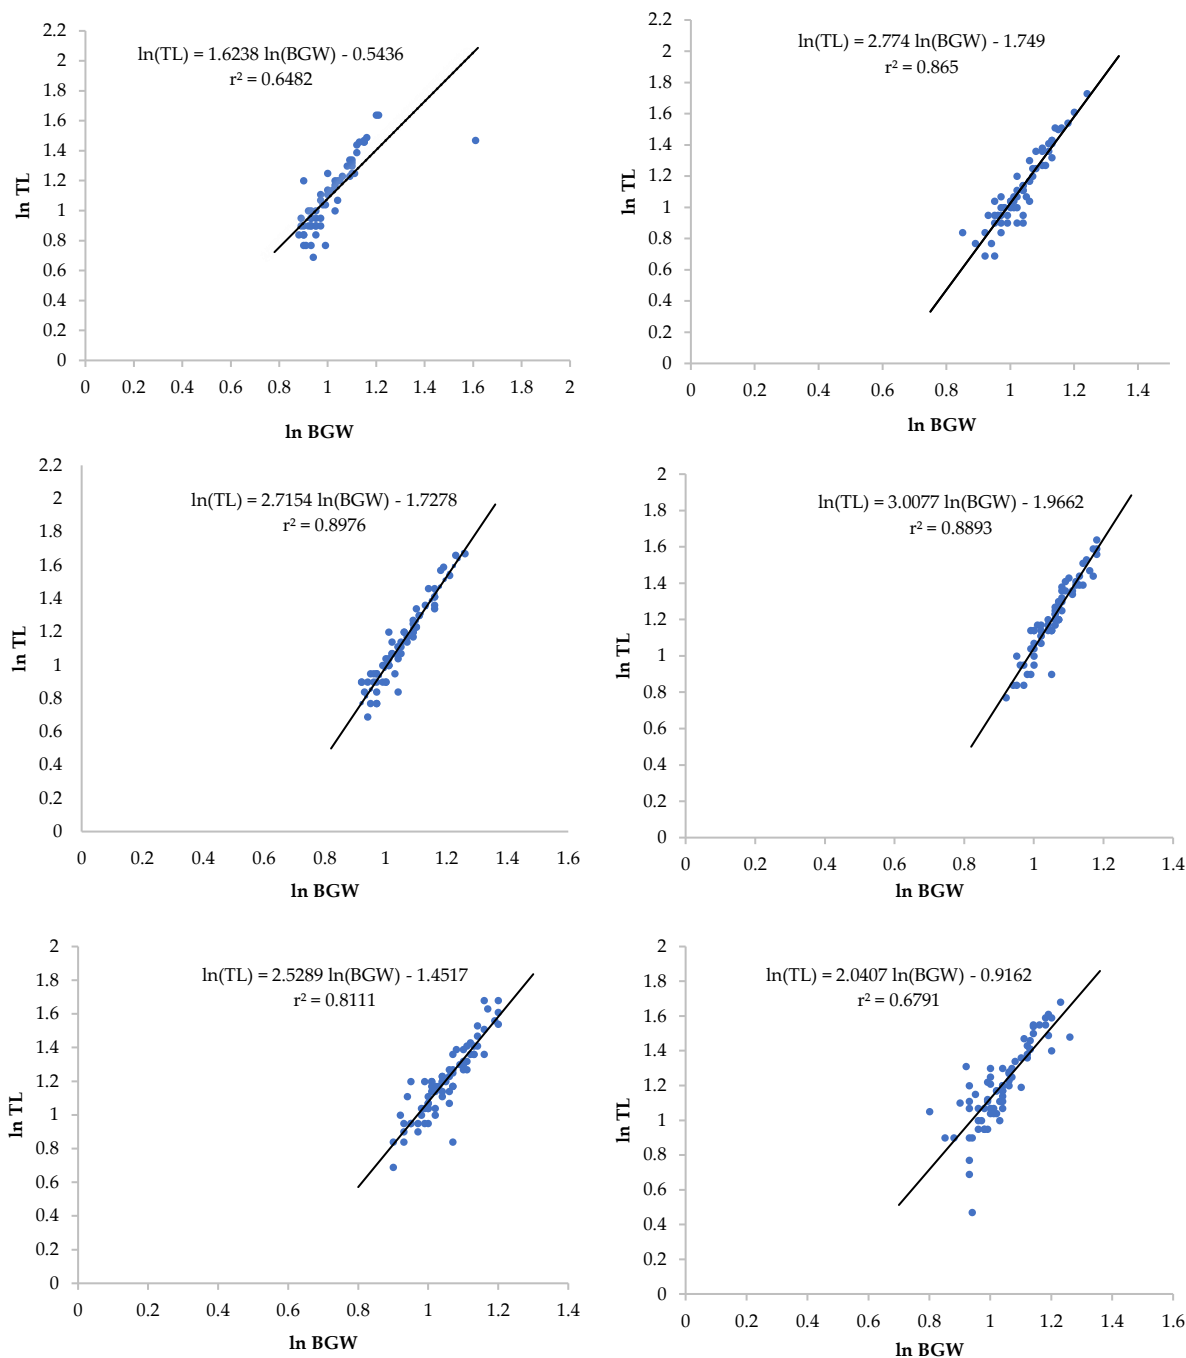 ln(TL) = 1.6238 ln(BGW) - 0.5436
r² = 0.6482
2.2
2
1.8
1.6
1.4
1.2
1
0.8
0.6
0.4
0.2
0
ln TL
0 0.2 0.4 0.6 0.8 1 1.2 1.4 1.6 1.8 2
ln BGW
ln(TL) = 2.774 ln(BGW) - 1.749
r² = 0.865
2.2
2
1.8
1.6
1.4
1.2
1
0.8
0.6
0.4
0.2
0
ln TL
0 0.2 0.4 0.6 0.8 1 1.2 1.4
ln BGW
ln(TL) = 2.7154 ln(BGW) - 1.7278
r² = 0.8976
2.2
2
1.8
1.6
1.4
1.2
1
0.8
0.6
0.4
0.2
0
ln TL
0 0.2 0.4 0.6 0.8 1 1.2 1.4 1.6
ln BGW
ln(TL) = 3.0077 ln(BGW) - 1.9662
r² = 0.8893
2
1.8
1.6
1.4
1.2
1
0.8
0.6
0.4
0.2
0
ln TL
0 0.2 0.4 0.6 0.8 1 1.2 1.4
ln BGW
ln(TL) = 2.5289 ln(BGW) - 1.4517
r² = 0.8111
2
1.8
1.6
1.4
1.2
1
0.8
0.6
0.4
0.2
0
ln TL
0 0.2 0.4 0.6 0.8 1 1.2 1.4
ln BGW
ln(TL) = 2.0407 ln(BGW) - 0.9162
r² = 0.6791
2
1.8
1.6
1.4
1.2
1
0.8
0.6
0.4
0.2
0
ln TL
0 0.2 0.4 0.6 0.8 1 1.2 1.4 1.6
ln BGW